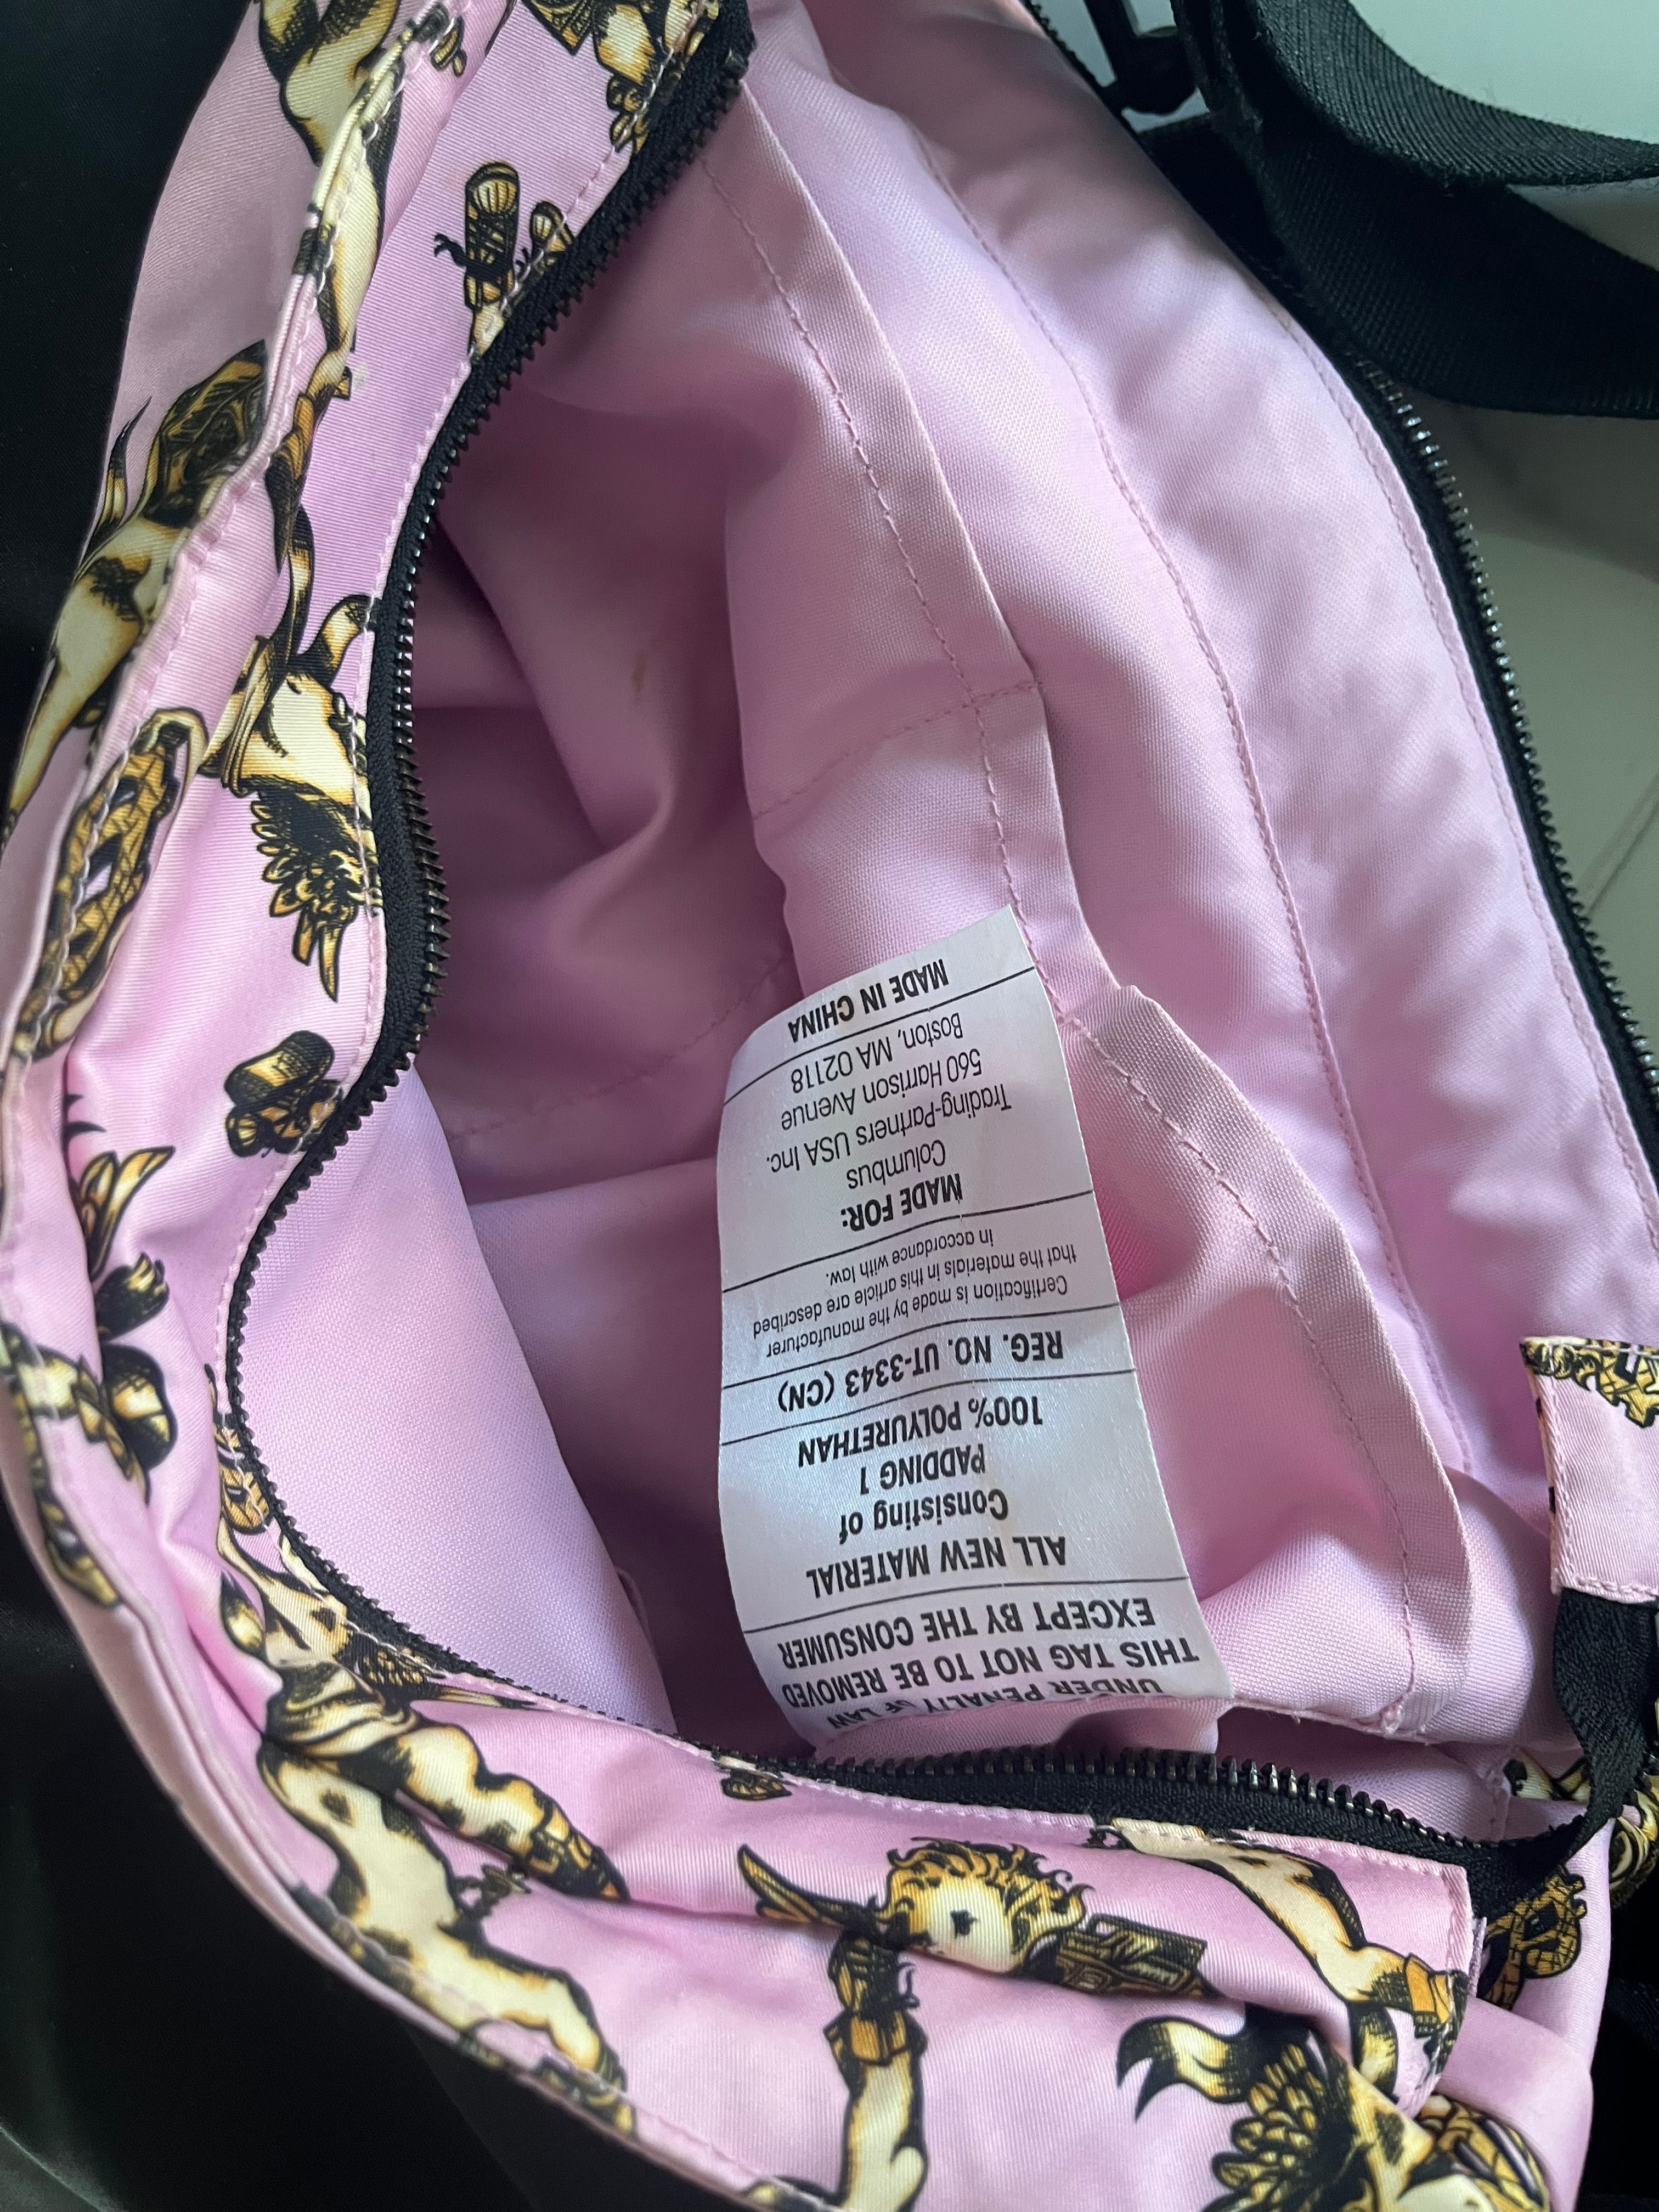 UNDER PENALTY OF LAW
THIS TAG NOT TO BE REMOVED
EXCEPT BY THE CONSUMER
ALL NEW MATERIAL
Consisting of
PADDING 1
100% POLYURETHAN
REG. NO. UT-3343 (CN)
Certification is made by the manufacturer
that the materials in this article are described
in accordance with law.
MADE FOR:
Columbus
Trading-Partners USA Inc.
560 Harrison Avenue
Boston, MA 02118
MADE IN CHINA